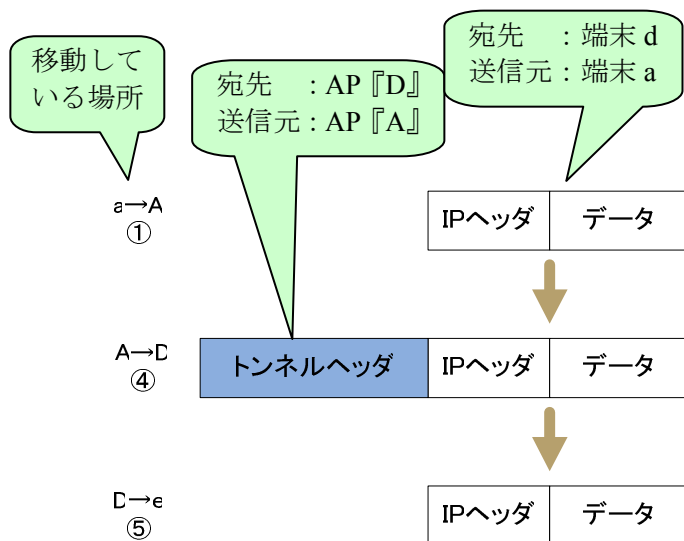 移動して
いる場所
宛先　：AP『D』
送信元：AP『A』
宛先　：端末 d
送信元：端末 a
a→A
①
IPヘッダ　データ
A→D
④
トンネルヘッダ　IPヘッダ　データ
D→e
⑤
IPヘッダ　データ